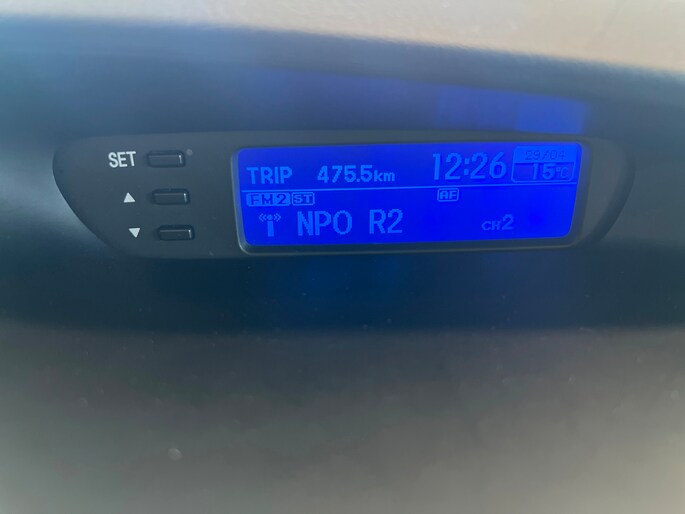 SET
TRIP 475.5km 12:26 29/04
15°C
FM2 ST AF
NPO R2 CH2